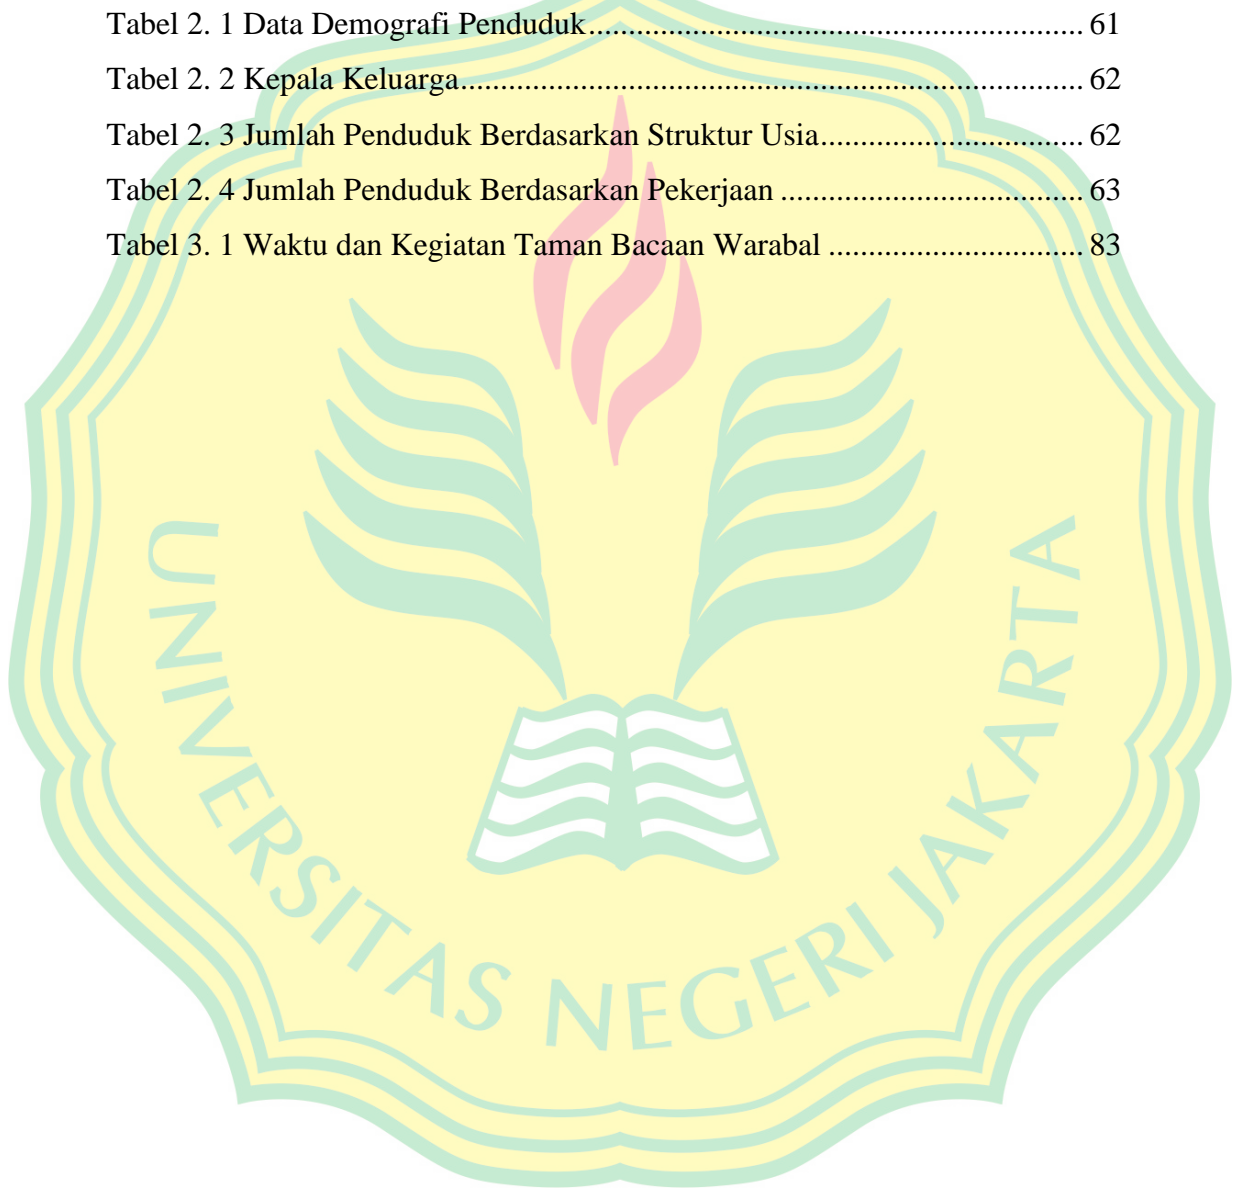 Tabel 2. 1 Data Demografi Penduduk............................................................... 61
Tabel 2. 2 Kepala Keluarga............................................................................... 62
Tabel 2. 3 Jumlah Penduduk Berdasarkan Struktur Usia................................. 62
Tabel 2. 4 Jumlah Penduduk Berdasarkan Pekerjaan ...................................... 63
Tabel 3. 1 Waktu dan Kegiatan Taman Bacaan Warabal ................................ 83
UNIVERSITAS NEGERI JAKARTA